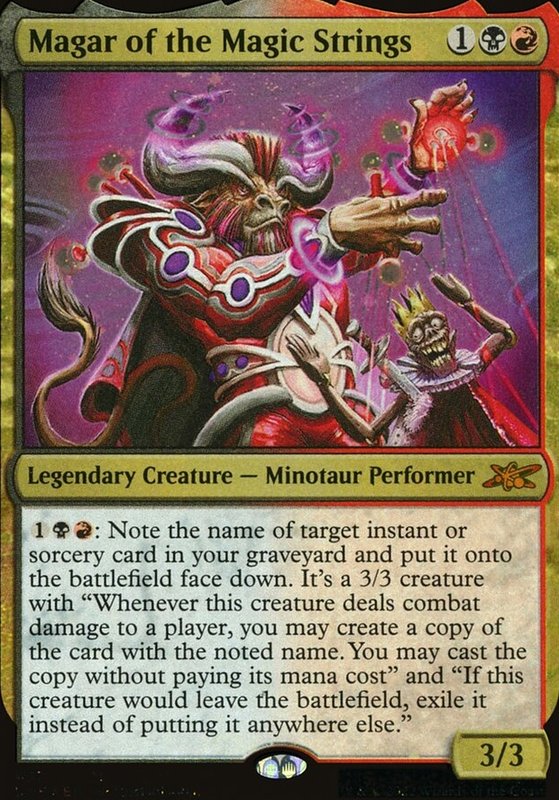 Magar of the Magic Strings 1
Legendary Creature — Minotaur Performer
1: Note the name of target instant or
sorcery card in your graveyard and put it onto
the battlefield face down. It's a 3/3 creature
with “Whenever this creature deals combat
damage to a player, you may create a copy of
the card with the noted name. You may cast the
copy without paying its mana cost” and “If this
creature would leave the battlefield, exile it
instead of putting it anywhere else.”
3/3